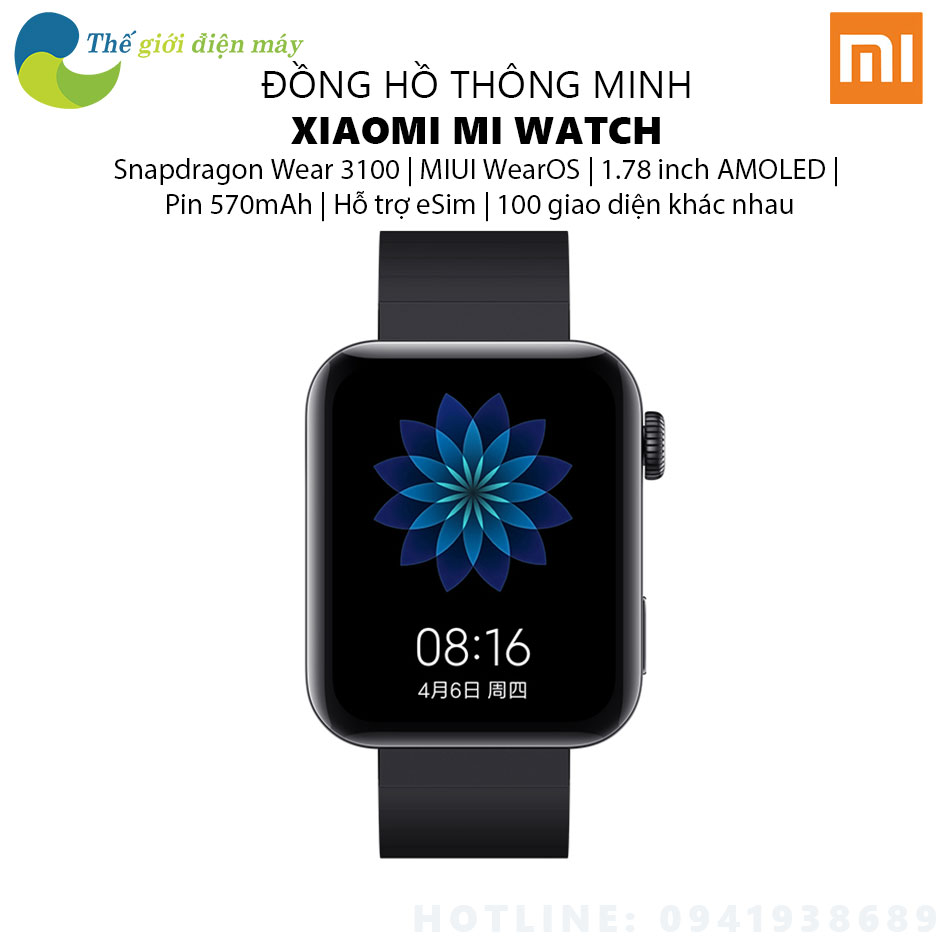 Thế giới điện máy
ĐỒNG HỒ THÔNG MINH
XIAOMI MI WATCH
Snapdragon Wear 3100 | MIUI WearOS | 1.78 inch AMOLED |
Pin 570mAh | Hỗ trợ eSim | 100 giao diện khác nhau
08:16
4月6日 周四
HOTLINE: 0941938689